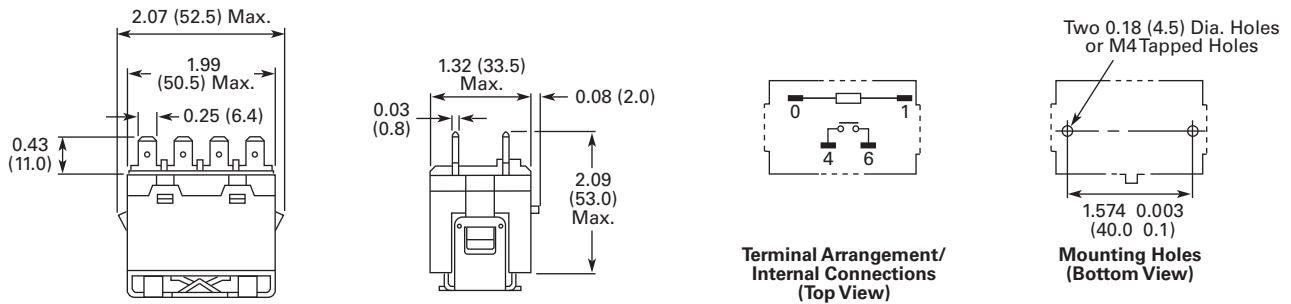 2.07 (52.5) Max.
1.99
(50.5) Max.
0.25 (6.4)
0.43
(11.0)
1.32 (33.5)
Max.
0.03
(0.8)
0.08 (2.0)
2.09
(53.0)
Max.
0
1
4
6
Terminal Arrangement/
Internal Connections
(Top View)
Two 0.18 (4.5) Dia. Holes
or M4 Tapped Holes
1.574 0.003
(40.0 0.1)
Mounting Holes
(Bottom View)